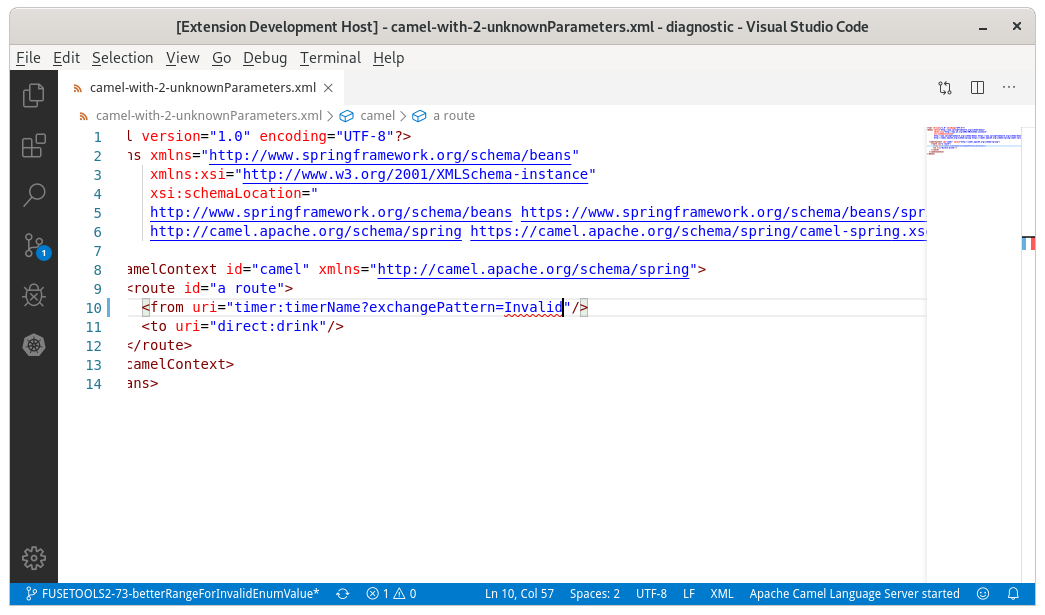 [Extension Development Host] - camel-with-2-unknownParameters.xml - diagnostic - Visual Studio Code
File Edit Selection View Go Debug Terminal Help
camel-with-2-unknownParameters.xml
camel-with-2-unknownParameters.xml > camel > a route
1 l version="1.0" encoding="UTF-8"?>
2 ns xmlns="http://www.springframework.org/schema/beans"
3 xmlns:xsi="http://www.w3.org/2001/XMLSchema-instance"
4 xsi:schemaLocation="
5 http://www.springframework.org/schema/beans https://www.springframework.org/schema/beans/spr
6 http://camel.apache.org/schema/spring https://camel.apache.org/schema/spring/camel-spring.xs
7
8 amelContext id="camel" xmlns="http://camel.apache.org/schema/spring">
9 <route id="a route">
10 <from uri="timer:timerName?exchangePattern=Invalid"/>
11 <to uri="direct:drink"/>
12 </route>
13 camelContext>
14 ans>
1
FUSETOOLS2-73-betterRangeForInvalidEnumValue* 1 0 Ln 10, Col 57 Spaces: 2 UTF-8 LF XML Apache Camel Language Server started